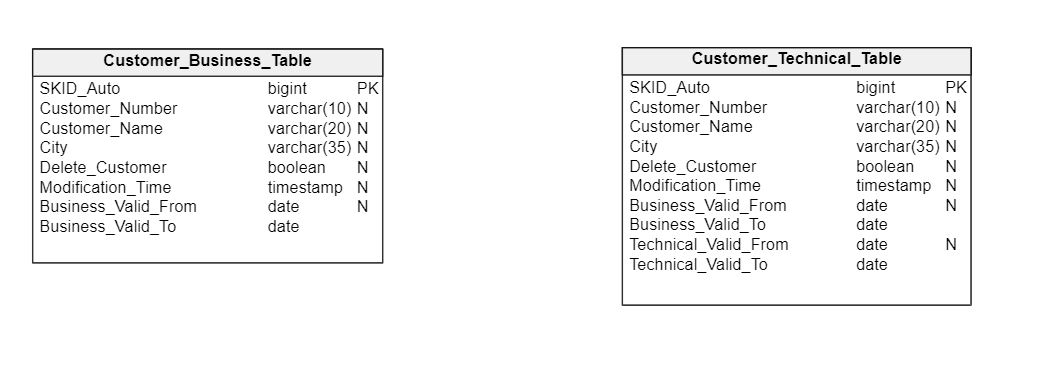 Customer_Business_Table
SKID_Auto bigint PK
Customer_Number varchar(10) N
Customer_Name varchar(20) N
City varchar(35) N
Delete_Customer boolean N
Modification_Time timestamp N
Business_Valid_From date N
Business_Valid_To date
Customer_Technical_Table
SKID_Auto bigint PK
Customer_Number varchar(10) N
Customer_Name varchar(20) N
City varchar(35) N
Delete_Customer boolean N
Modification_Time timestamp N
Business_Valid_From date N
Business_Valid_To date
Technical_Valid_From date N
Technical_Valid_To date